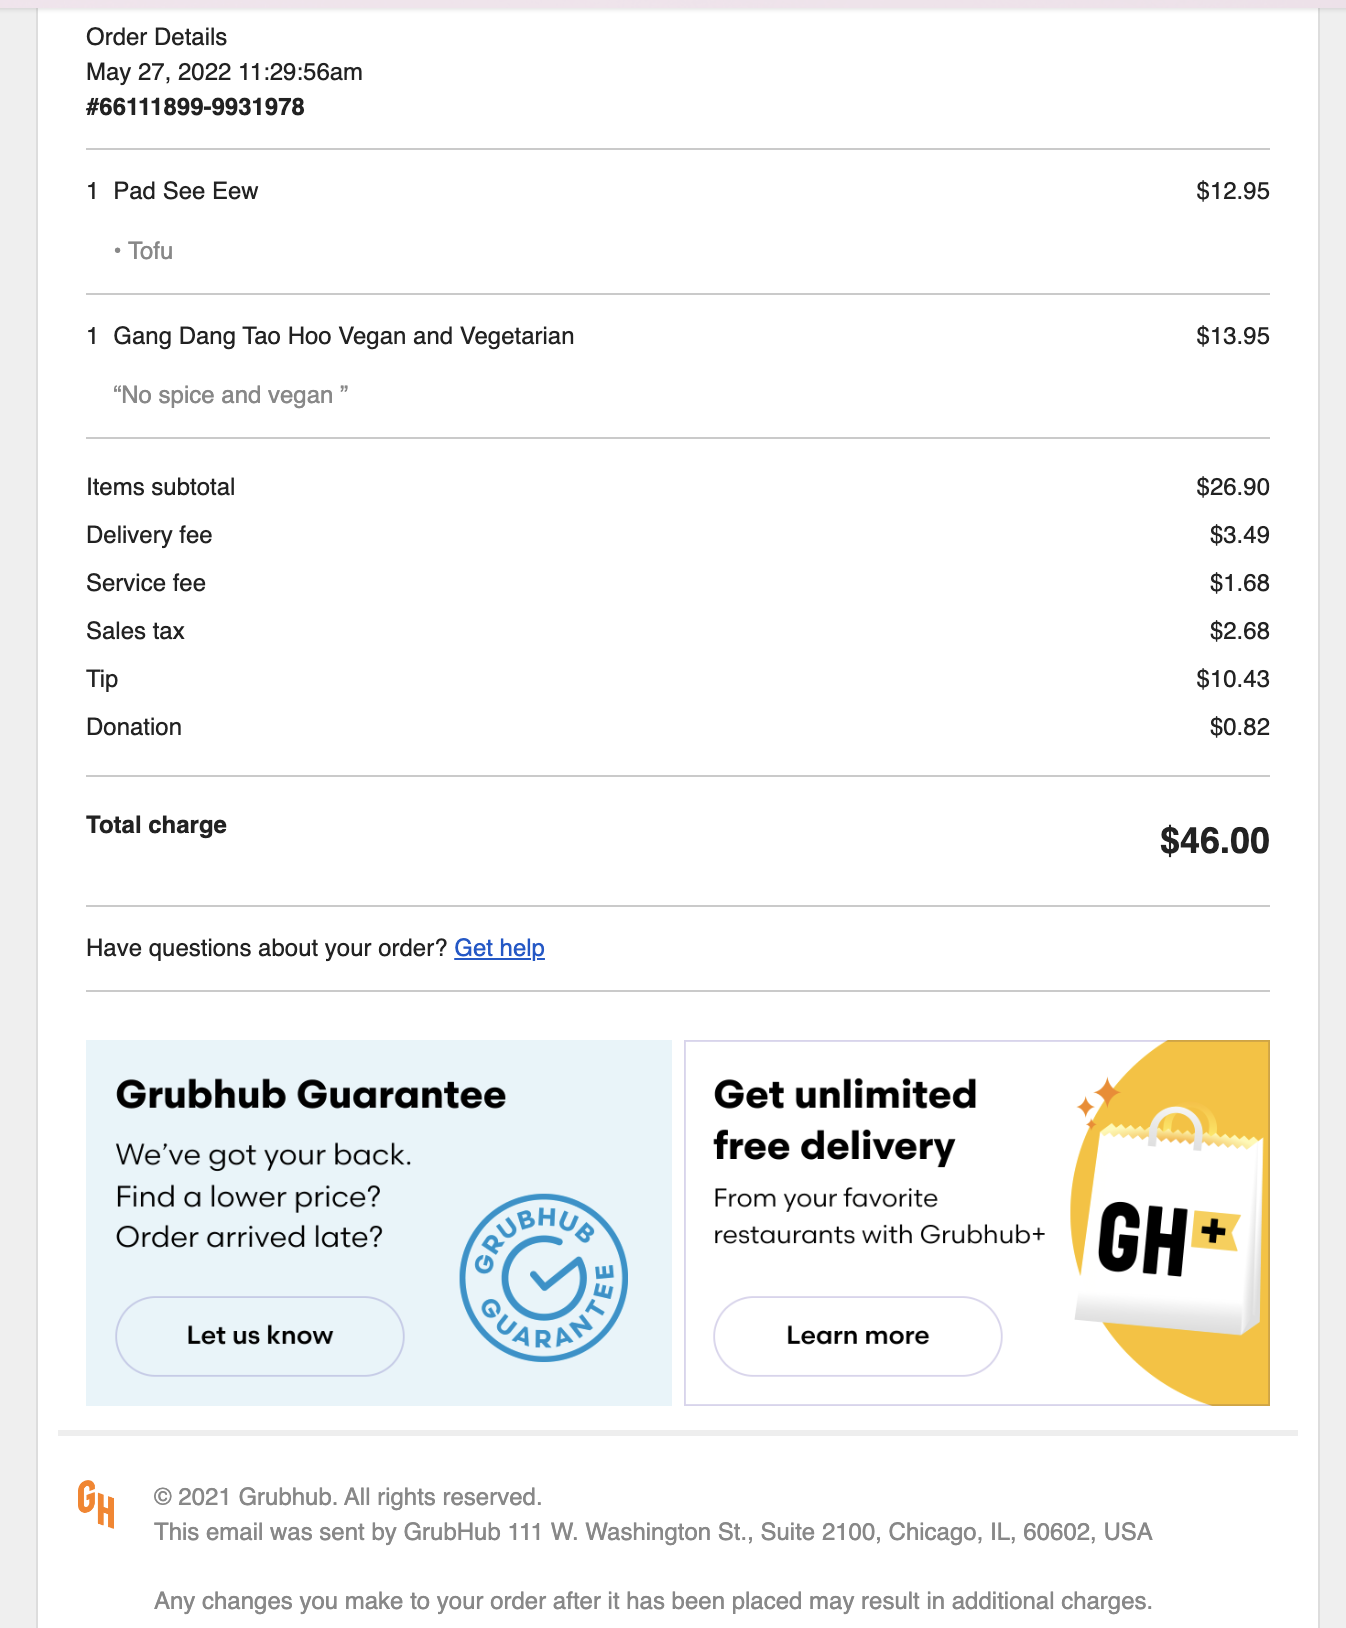 Order Details
May 27, 2022 11:29:56am
#66111899-9931978
1 Pad See Eew $12.95
• Tofu
1 Gang Dang Tao Hoo Vegan and Vegetarian $13.95
“No spice and vegan ”
Items subtotal $26.90
Delivery fee $3.49
Service fee $1.68
Sales tax $2.68
Tip $10.43
Donation $0.82
Total charge $46.00
Have questions about your order? Get help
Grubhub Guarantee
We’ve got your back.
Find a lower price?
Order arrived late?
Let us know
GRUBHUB GUARANTEE
Get unlimited
free delivery
From your favorite
restaurants with Grubhub+
Learn more
GH+
GH
© 2021 Grubhub. All rights reserved.
This email was sent by GrubHub 111 W. Washington St., Suite 2100, Chicago, IL, 60602, USA
Any changes you make to your order after it has been placed may result in additional charges.